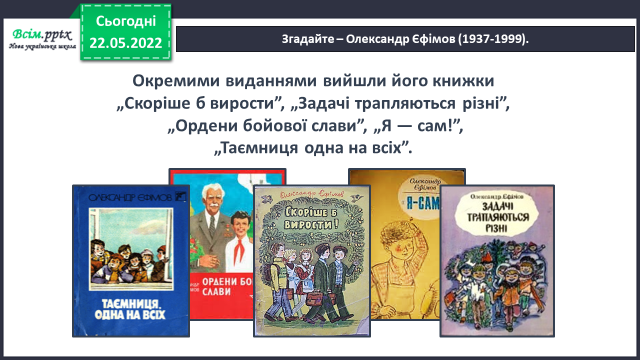 Всім.pptx
Нова українська школа
Сьогодні
22.05.2022
Згадайте – Олександр Єфімов (1937-1999).
Окремими виданнями вийшли його книжки
„Скоріше б вирости”, „Задачі трапляються різні”,
„Ордени бойової слави”, „Я — сам!”,
„Таємниця одна на всіх”.
ОЛЕКСАНДР ЄФІМОВ
ТАЄМНИЦЯ,
ОДНА НА ВСІХ
ОРДЕНИ БО
СЛАВИ
Олександр Єфімов
Скоріше б
вирости!
Олександр
Єфімов
Я-САМ
Олександр Єфімов
ЗАДАЧІ
ТРАПЛЯЮТЬСЯ
РІЗНІ